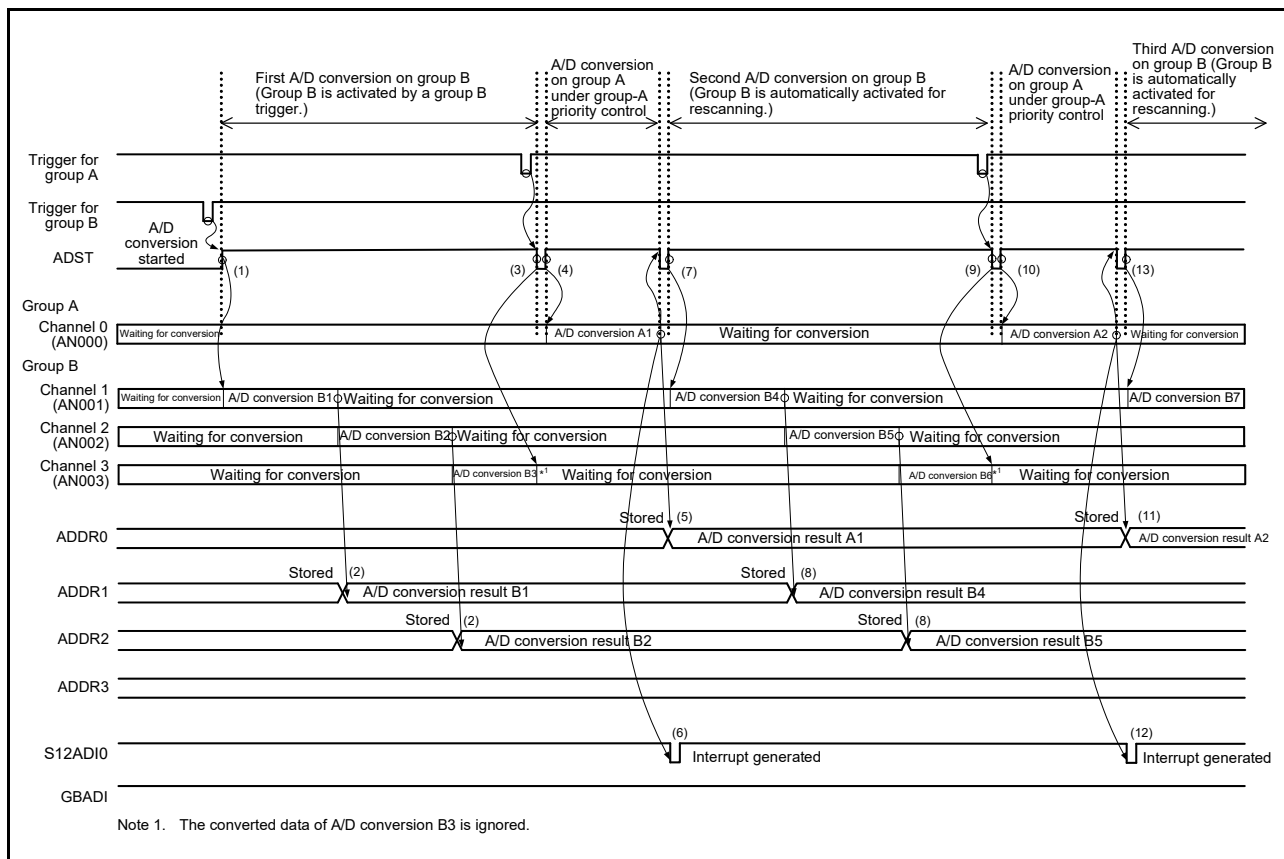 First A/D conversion on group B
(Group B is activated by a group B
trigger.)
A/D conversion
on group A
under group-A
priority control
Second A/D conversion on group B
(Group B is automatically activated for
rescanning.)
A/D conversion
on group A
under group-A
priority control
Third A/D conversion
on group B (Group B
is automatically
activated for
rescanning.)
Trigger for
group A
Trigger for
group B
A/D
conversion
started
ADST
(1)
(3)
(4)
(7)
(9)
(10)
(13)
Group A
Channel 0
(AN000)
Waiting for conversion
A/D conversion A1
Waiting for conversion
A/D conversion A2
Waiting for conversion
Group B
Channel 1
(AN001)
Waiting for conversion
A/D conversion B1
Waiting for conversion
A/D conversion B4
Waiting for conversion
A/D conversion B7
Channel 2
(AN002)
Waiting for conversion
A/D conversion B2
Waiting for conversion
A/D conversion B5
Waiting for conversion
Channel 3
(AN003)
Waiting for conversion
A/D conversion B3 *1
Waiting for conversion
A/D conversion B6*1
Waiting for conversion
ADDR0
Stored (5)
A/D conversion result A1
Stored (11)
A/D conversion result A2
ADDR1
Stored (2)
A/D conversion result B1
Stored (8)
A/D conversion result B4
ADDR2
Stored (2)
A/D conversion result B2
Stored (8)
A/D conversion result B5
ADDR3
S12ADI0
(6)
Interrupt generated
(12)
Interrupt generated
GBADI
Note 1. The converted data of A/D conversion B3 is ignored.